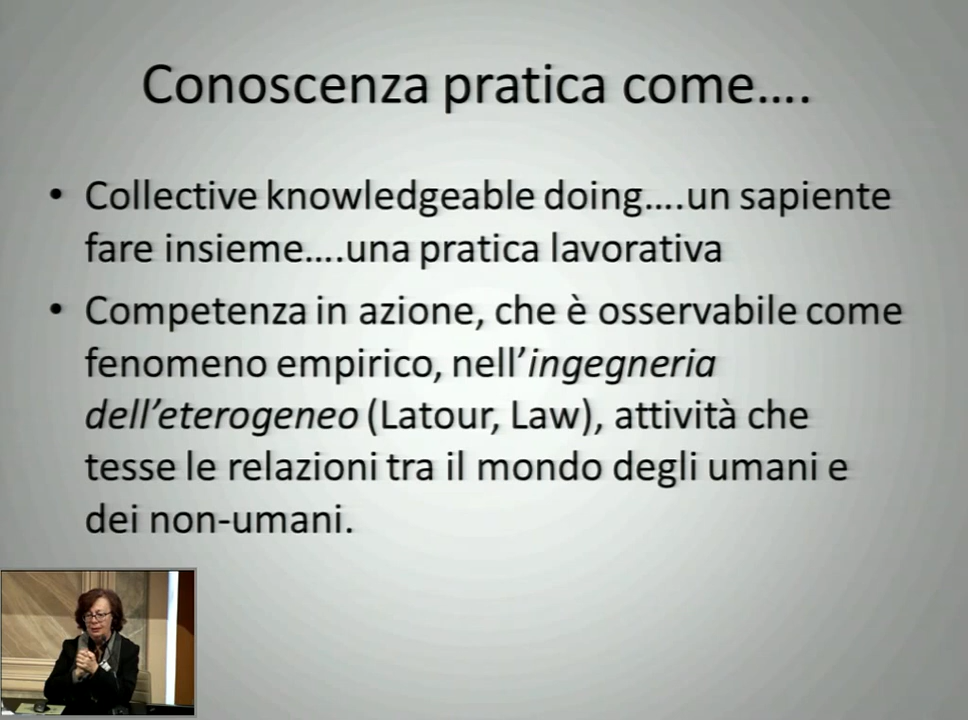 Conoscenza pratica come....
• Collective knowledgeable doing....un sapiente
fare insieme....una pratica lavorativa
• Competenza in azione, che è osservabile come
fenomeno empirico, nell’ingegneria
dell’eterogeneo (Latour, Law), attività che
tesse le relazioni tra il mondo degli umani e
dei non-umani.